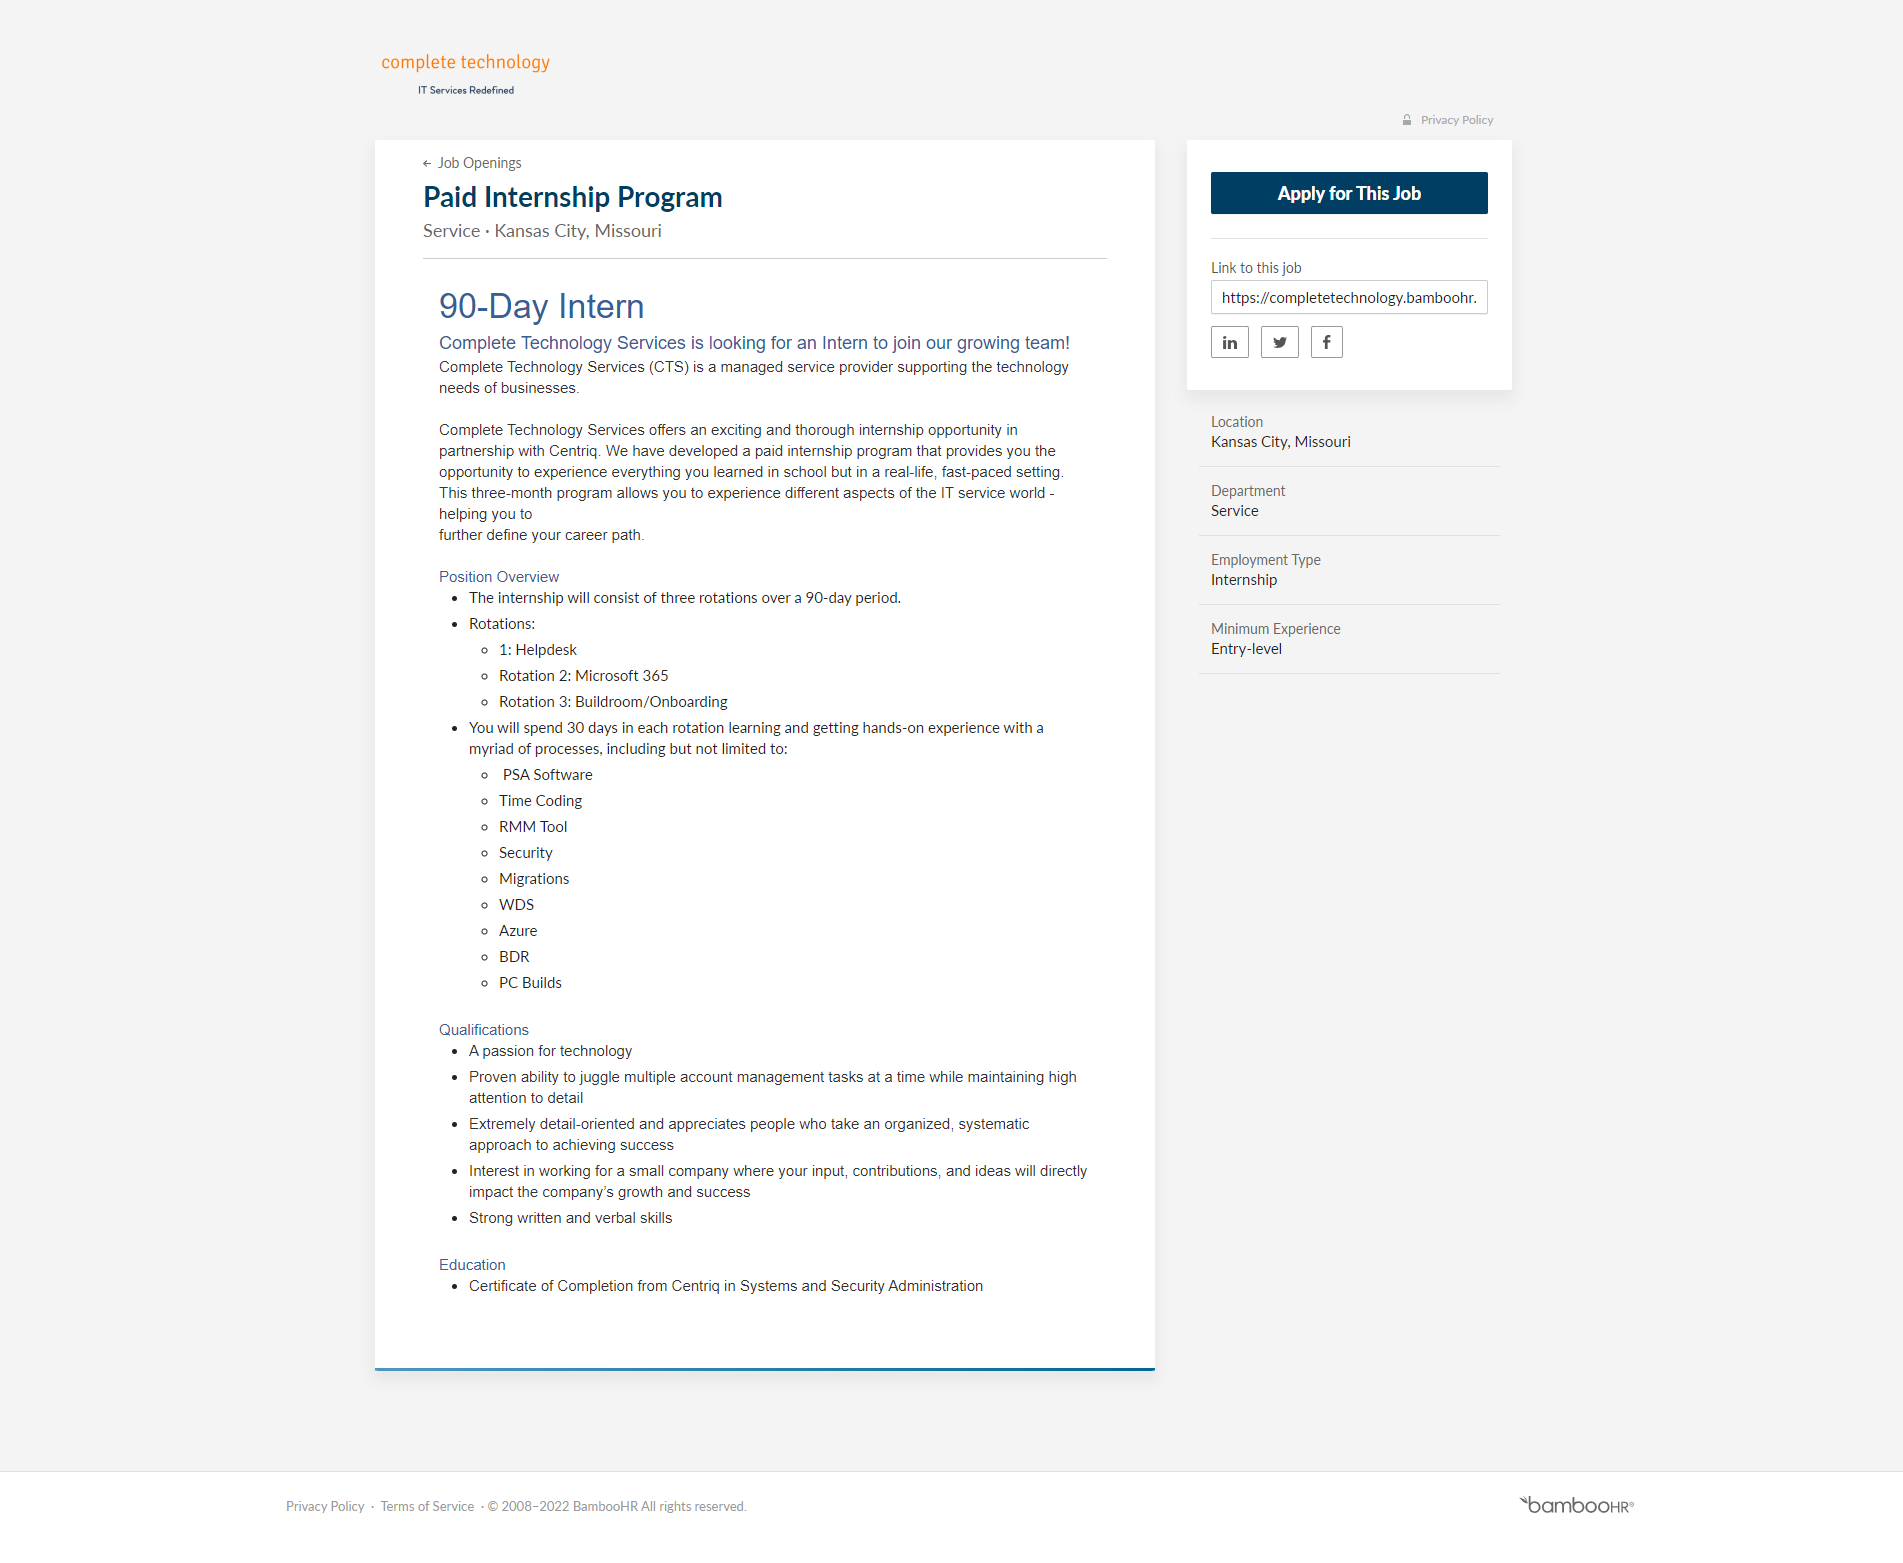 complete technology
IT Services Redefined
Privacy Policy
Job Openings
Paid Internship Program
Service · Kansas City, Missouri
90-Day Intern
Complete Technology Services is looking for an Intern to join our growing team!
Complete Technology Services (CTS) is a managed service provider supporting the technology
needs of businesses.
Complete Technology Services offers an exciting and thorough internship opportunity in
partnership with Centriq. We have developed a paid internship program that provides you the
opportunity to experience everything you learned in school but in a real-life, fast-paced setting.
This three-month program allows you to experience different aspects of the IT service world -
helping you to
further define your career path.
Position Overview
The internship will consist of three rotations over a 90-day period.
Rotations:
1: Helpdesk
Rotation 2: Microsoft 365
Rotation 3: Buildroom/Onboarding
You will spend 30 days in each rotation learning and getting hands-on experience with a
myriad of processes, including but not limited to:
PSA Software
Time Coding
RMM Tool
Security
Migrations
WDS
Azure
BDR
PC Builds
Qualifications
A passion for technology
Proven ability to juggle multiple account management tasks at a time while maintaining high
attention to detail
Extremely detail-oriented and appreciates people who take an organized, systematic
approach to achieving success
Interest in working for a small company where your input, contributions, and ideas will directly
impact the company's growth and success
Strong written and verbal skills
Education
Certificate of Completion from Centriq in Systems and Security Administration
Apply for This Job
Link to this job
https://completetechnology.bamboohr.
in
f
Location
Kansas City, Missouri
Department
Service
Employment Type
Internship
Minimum Experience
Entry-level
Privacy Policy · Terms of Service · © 2008–2022 BambooHR All rights reserved.
bambooHR®